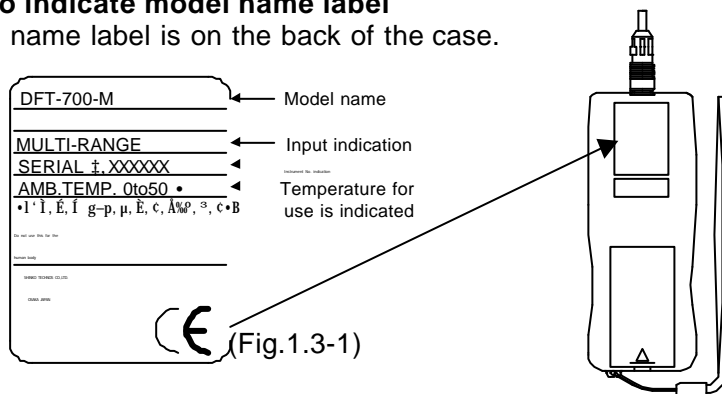 o indicate model name label
name label is on the back of the case.
DFT-700-M
Model name
MULTI-RANGE
Input indication
SERIAL ‡.XXXXXX
Instrument No. indication
AMB.TEMP. 0to50 •
Temperature for
use is indicated
Do not use this for the
human body
SHINKO TECHNOS CO.,LTD.
OSAKA JAPAN
CE
(Fig.1.3-1)